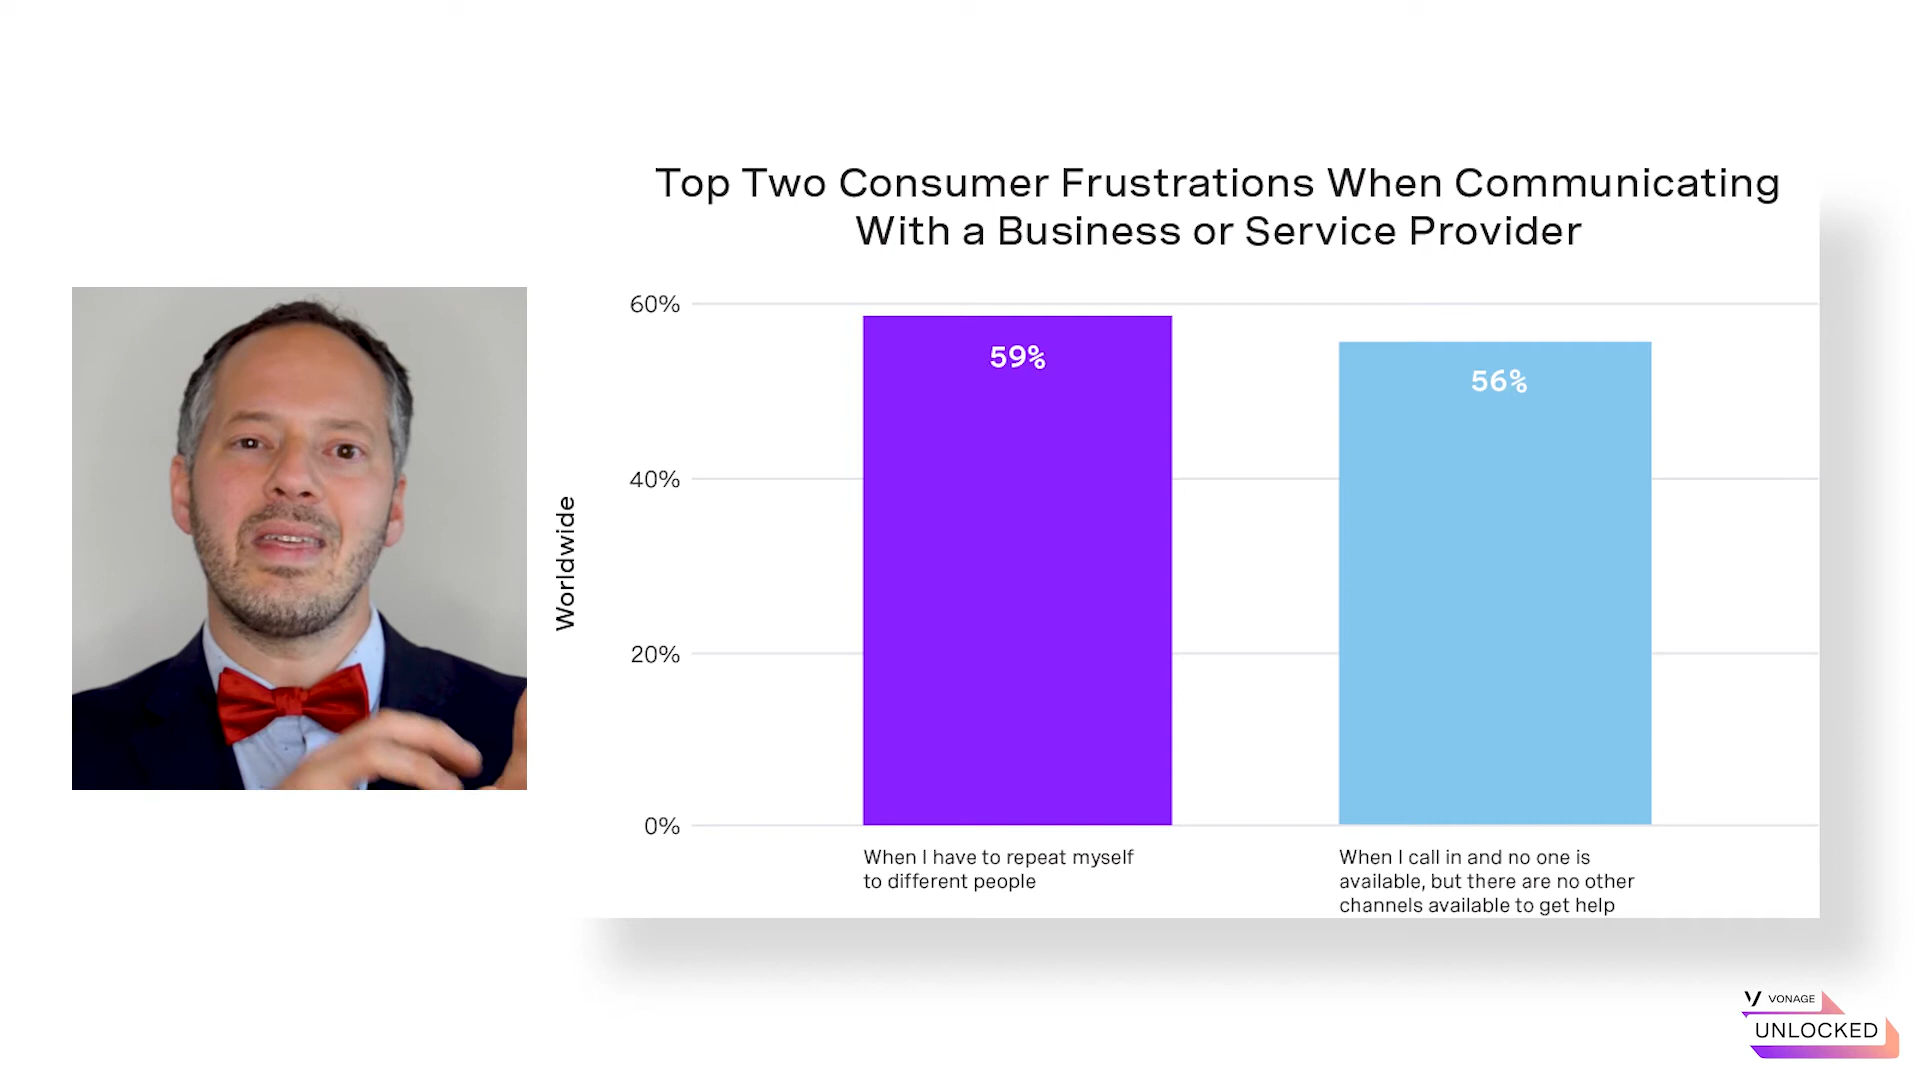 Top Two Consumer Frustrations When Communicating
With a Business or Service Provider
60%
59%
56%
40%
Worldwide
20%
0%
When I have to repeat myself
to different people
When I call in and no one is
available, but there are no other
channels available to get help
VONAGE
UNLOCKED